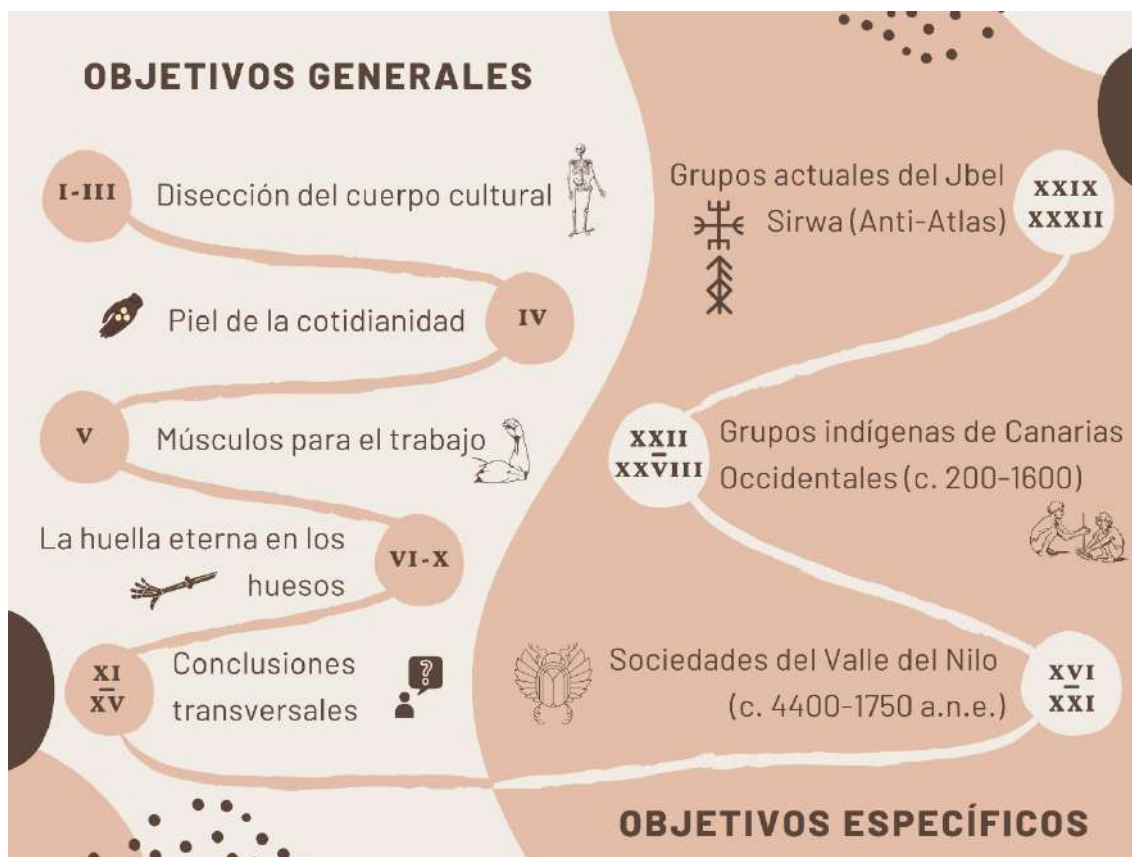 OBJETIVOS GENERALES
I-III
Disección del cuerpo cultural
Piel de la cotidianidad
IV
V
Músculos para el trabajo
La huella eterna en los
huesos
VI-X
XI
XV
Conclusiones
transversales
?
Grupos actuales del Jbel
Sirwa (Anti-Atlas)
XXIX
XXXII
XXII
–
XXVIII
Grupos indígenas de Canarias
Occidentales (c. 200-1600)
Sociedades del Valle del Nilo
(c. 4400-1750 a.n.e.)
XVI
–
XXI
OBJETIVOS ESPECÍFICOS